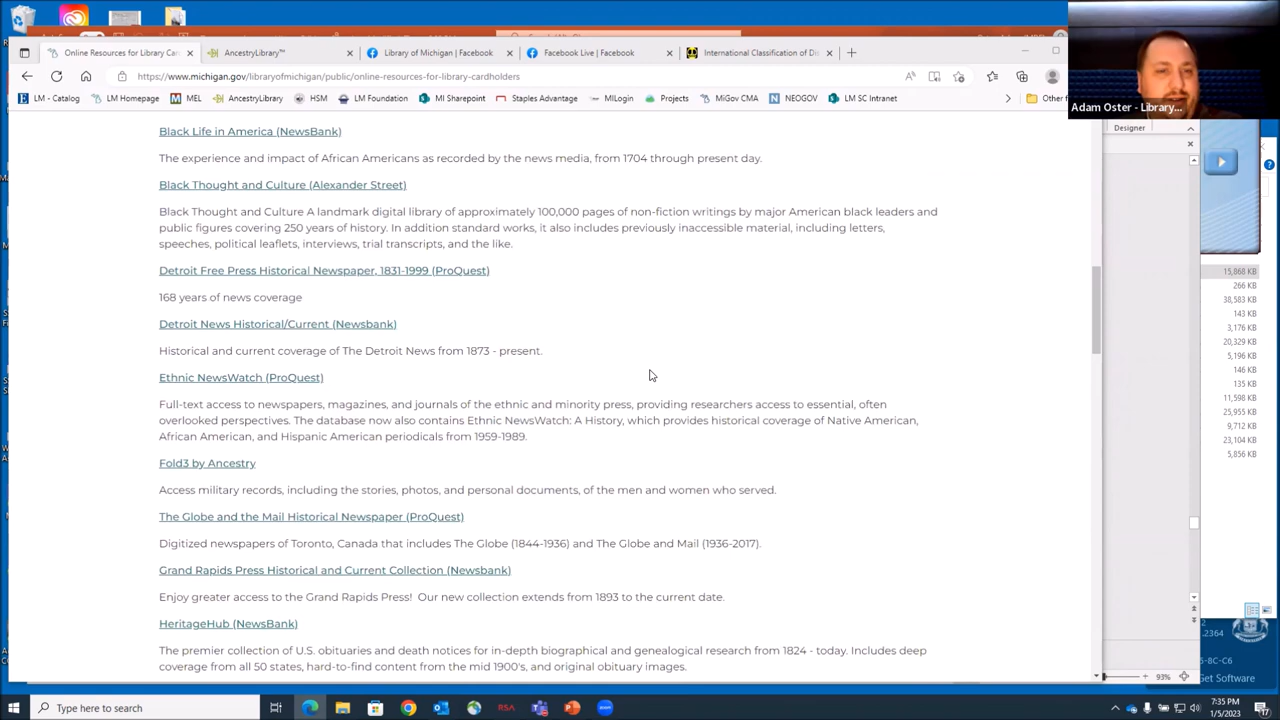 Online Resources for Library Car
AncestryLibrary™
Library of Michigan | Facebook
Facebook Live | Facebook
International Classification of Dis
https://www.michigan.gov/libraryofmichigan/public/online-resources-for-library-cardholders
LM - Catalog
LM Homepage
MEL
AncestryLibrary
HSM
LM Foundation
MI Sharepoint
Staples Advantage
MILogin
Projects
MiGov CMA
NEOGOV
LM SC Intranet
Other f
Adam Oster - Library...
Designer
Black Life in America (NewsBank)
The experience and impact of African Americans as recorded by the news media, from 1704 through present day.
Black Thought and Culture (Alexander Street)
Black Thought and Culture A landmark digital library of approximately 100,000 pages of non-fiction writings by major American black leaders and
public figures covering 250 years of history. In addition standard works, it also includes previously inaccessible material, including letters,
speeches, political leaflets, interviews, trial transcripts, and the like.
Detroit Free Press Historical Newspaper, 1831-1999 (ProQuest)
168 years of news coverage
Detroit News Historical/Current (Newsbank)
Historical and current coverage of The Detroit News from 1873 - present.
Ethnic NewsWatch (ProQuest)
Full-text access to newspapers, magazines, and journals of the ethnic and minority press, providing researchers access to essential, often
overlooked perspectives. The database now also contains Ethnic NewsWatch: A History, which provides historical coverage of Native American,
African American, and Hispanic American periodicals from 1959-1989.
Fold3 by Ancestry
Access military records, including the stories, photos, and personal documents, of the men and women who served.
The Globe and the Mail Historical Newspaper (ProQuest)
Digitized newspapers of Toronto, Canada that includes The Globe (1844-1936) and The Globe and Mail (1936-2017).
Grand Rapids Press Historical and Current Collection (Newsbank)
Enjoy greater access to the Grand Rapids Press! Our new collection extends from 1893 to the current date.
HeritageHub (NewsBank)
The premier collection of U.S. obituaries and death notices for in-depth biographical and genealogical research from 1824 - today. Includes deep
coverage from all 50 states, hard-to-find content from the mid 1900's, and original obituary images.
15,868 KB
266 KB
38,583 KB
143 KB
3,176 KB
20,329 KB
5,196 KB
146 KB
135 KB
11,598 KB
25,955 KB
9,712 KB
23,104 KB
5,856 KB
2
.2364
5-8C-C6
Get Software
93%
Type here to search
RSA
zoom
7:35 PM
1/5/2023
17